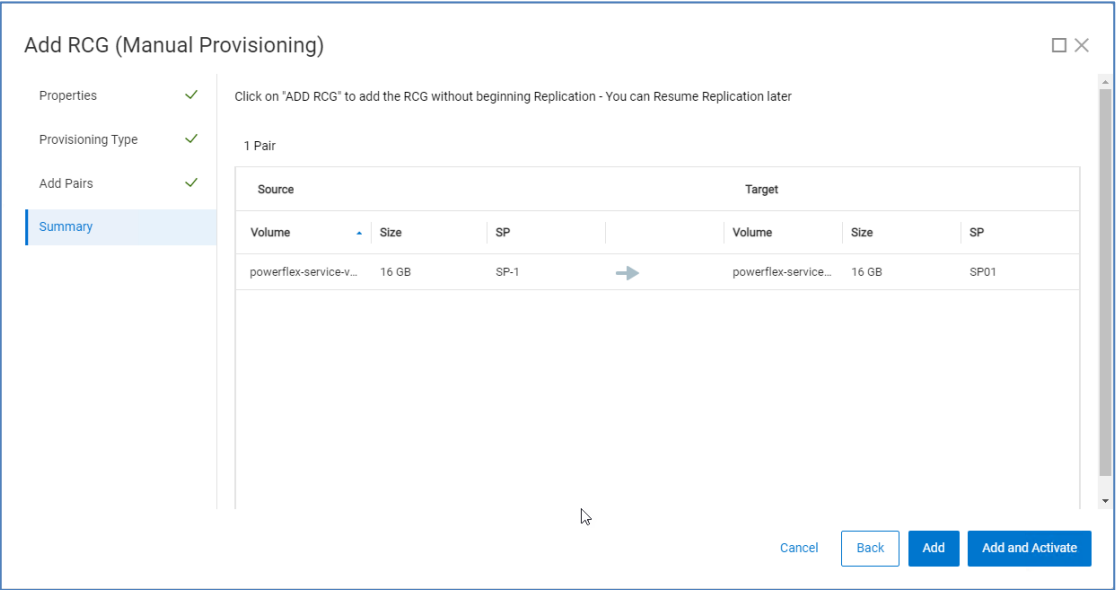 Add RCG (Manual Provisioning)
Properties
Provisioning Type
Add Pairs
Summary
Click on "ADD RCG" to add the RCG without beginning Replication - You can Resume Replication later
1 Pair
Source Target
Volume Size SP Volume Size SP
powerflex-service-v... 16 GB SP-1 powerflex-service... 16 GB SP01
Cancel Back Add Add and Activate